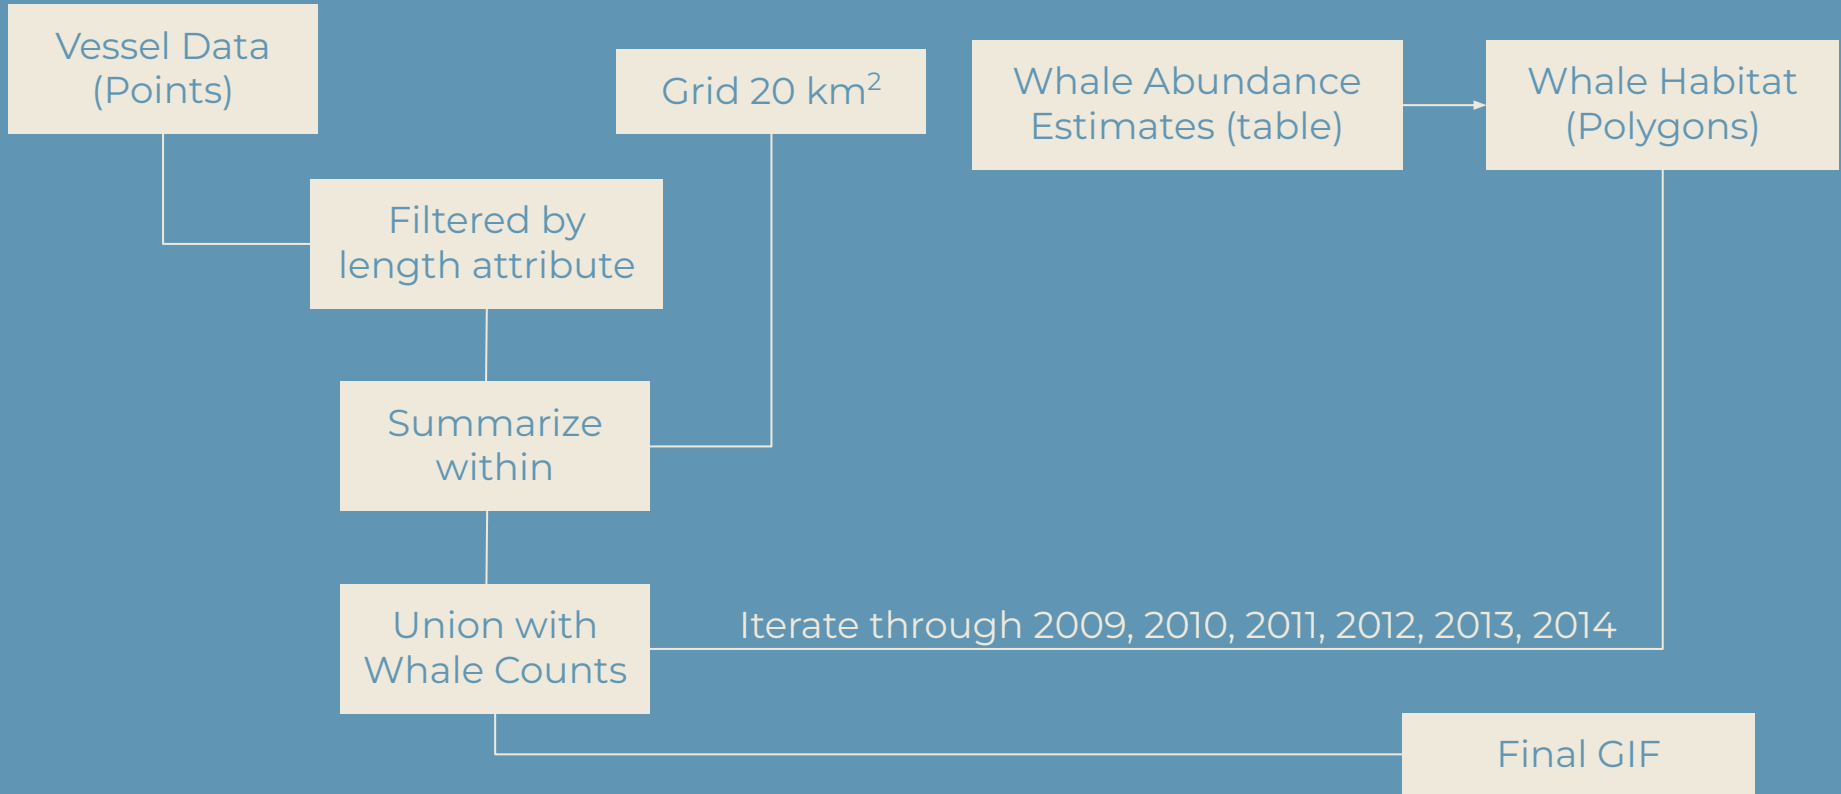 Vessel Data
(Points)
Grid 20 km²
Whale Abundance
Estimates (table)
Whale Habitat
(Polygons)
Filtered by
length attribute
Summarize
within
Union with
Whale Counts
Iterate through 2009, 2010, 2011, 2012, 2013, 2014
Final GIF